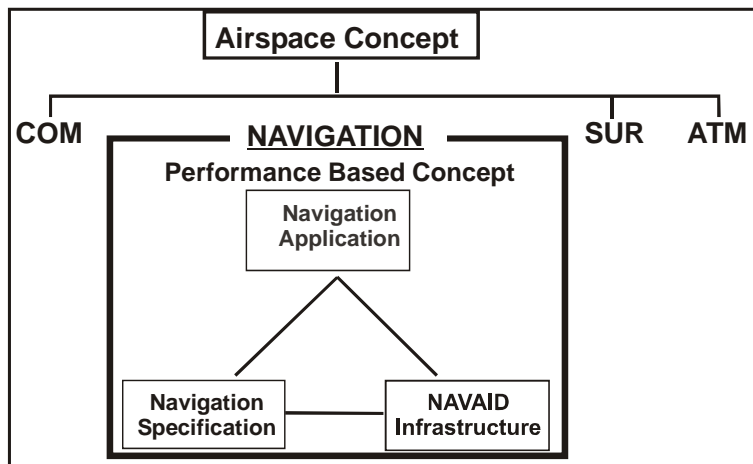 Airspace Concept
COM
NAVIGATION
SUR
ATM
Performance Based Concept
Navigation
Application
Navigation
Specification
NAVAID
Infrastructure